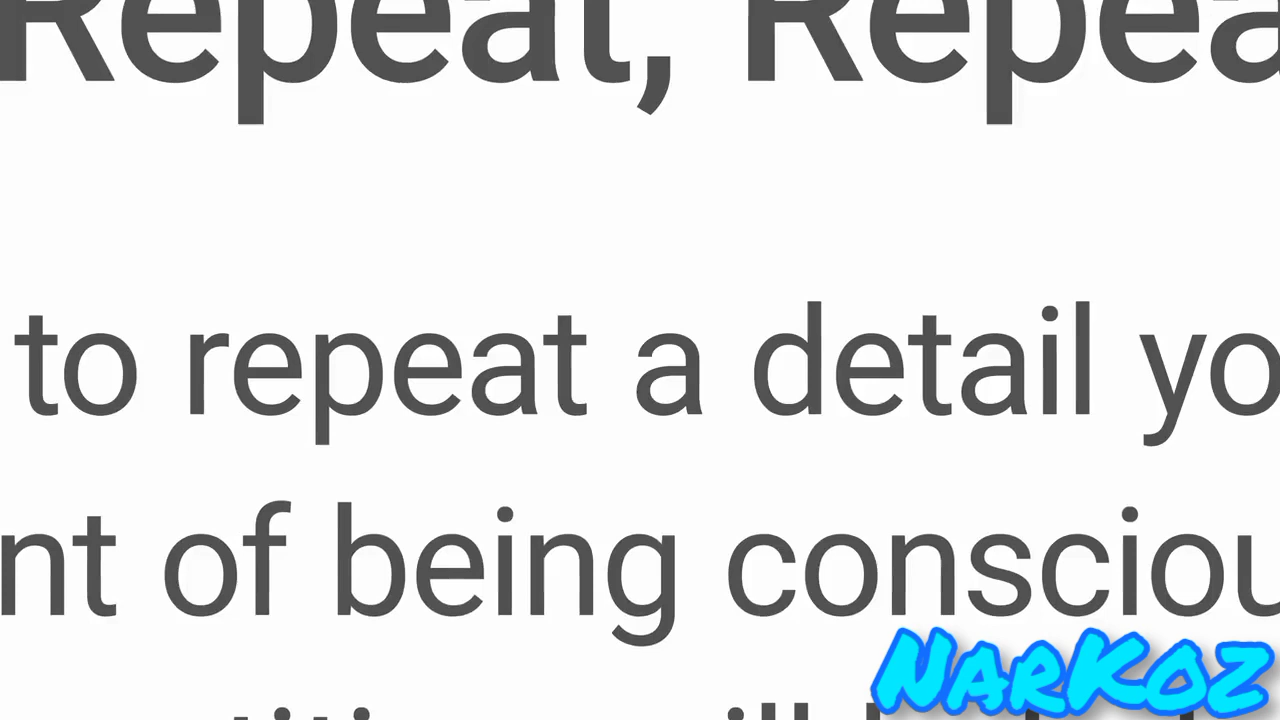 Repeat, Repea
to repeat a detail yo
nt of being consciou
NARKOZ